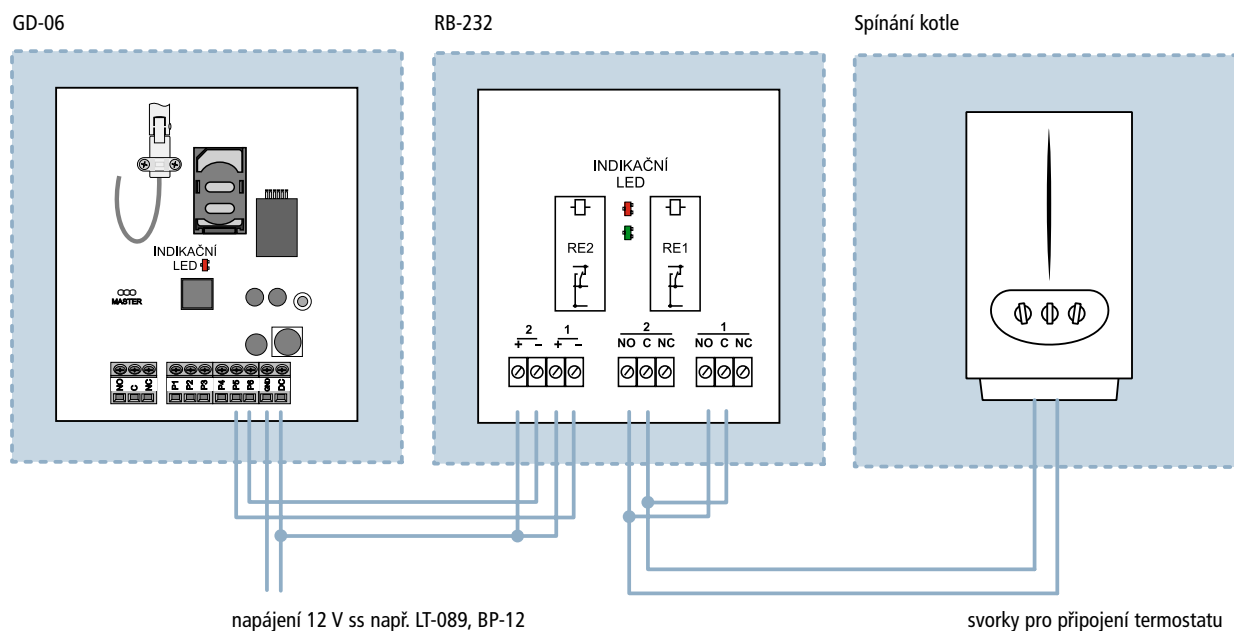 GD-06
RB-232
Spínání kotle
INDIKAČNÍ
LED
MASTER
NO C NC P1 P2 P3 P4 P5 P6 GND DC
INDIKAČNÍ
LED
RE2
RE1
2 1 2 1
+ − + − NO C NC NO C NC
napájení 12 V ss např. LT-089, BP-12
svorky pro připojení termostatu